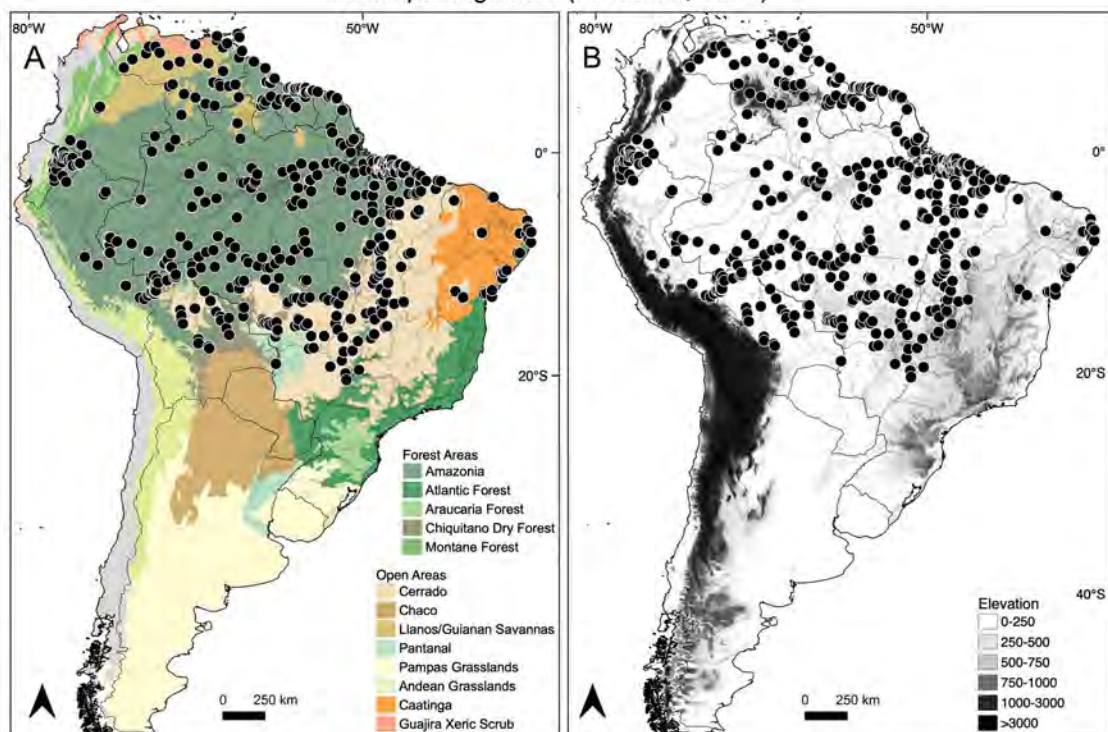 80°W
50°W
A
0°
20°S
Forest Areas
Amazonia
Atlantic Forest
Araucaria Forest
Chiquitano Dry Forest
Montane Forest
Open Areas
Cerrado
Chaco
Llanos/Guianan Savannas
Pantanal
Pampas Grasslands
Andean Grasslands
Caatinga
Guajira Xeric Scrub
0 250 km
80°W
50°W
B
0°
20°S
40°S
Elevation
0-250
250-500
500-750
750-1000
1000-3000
>3000
0 250 km